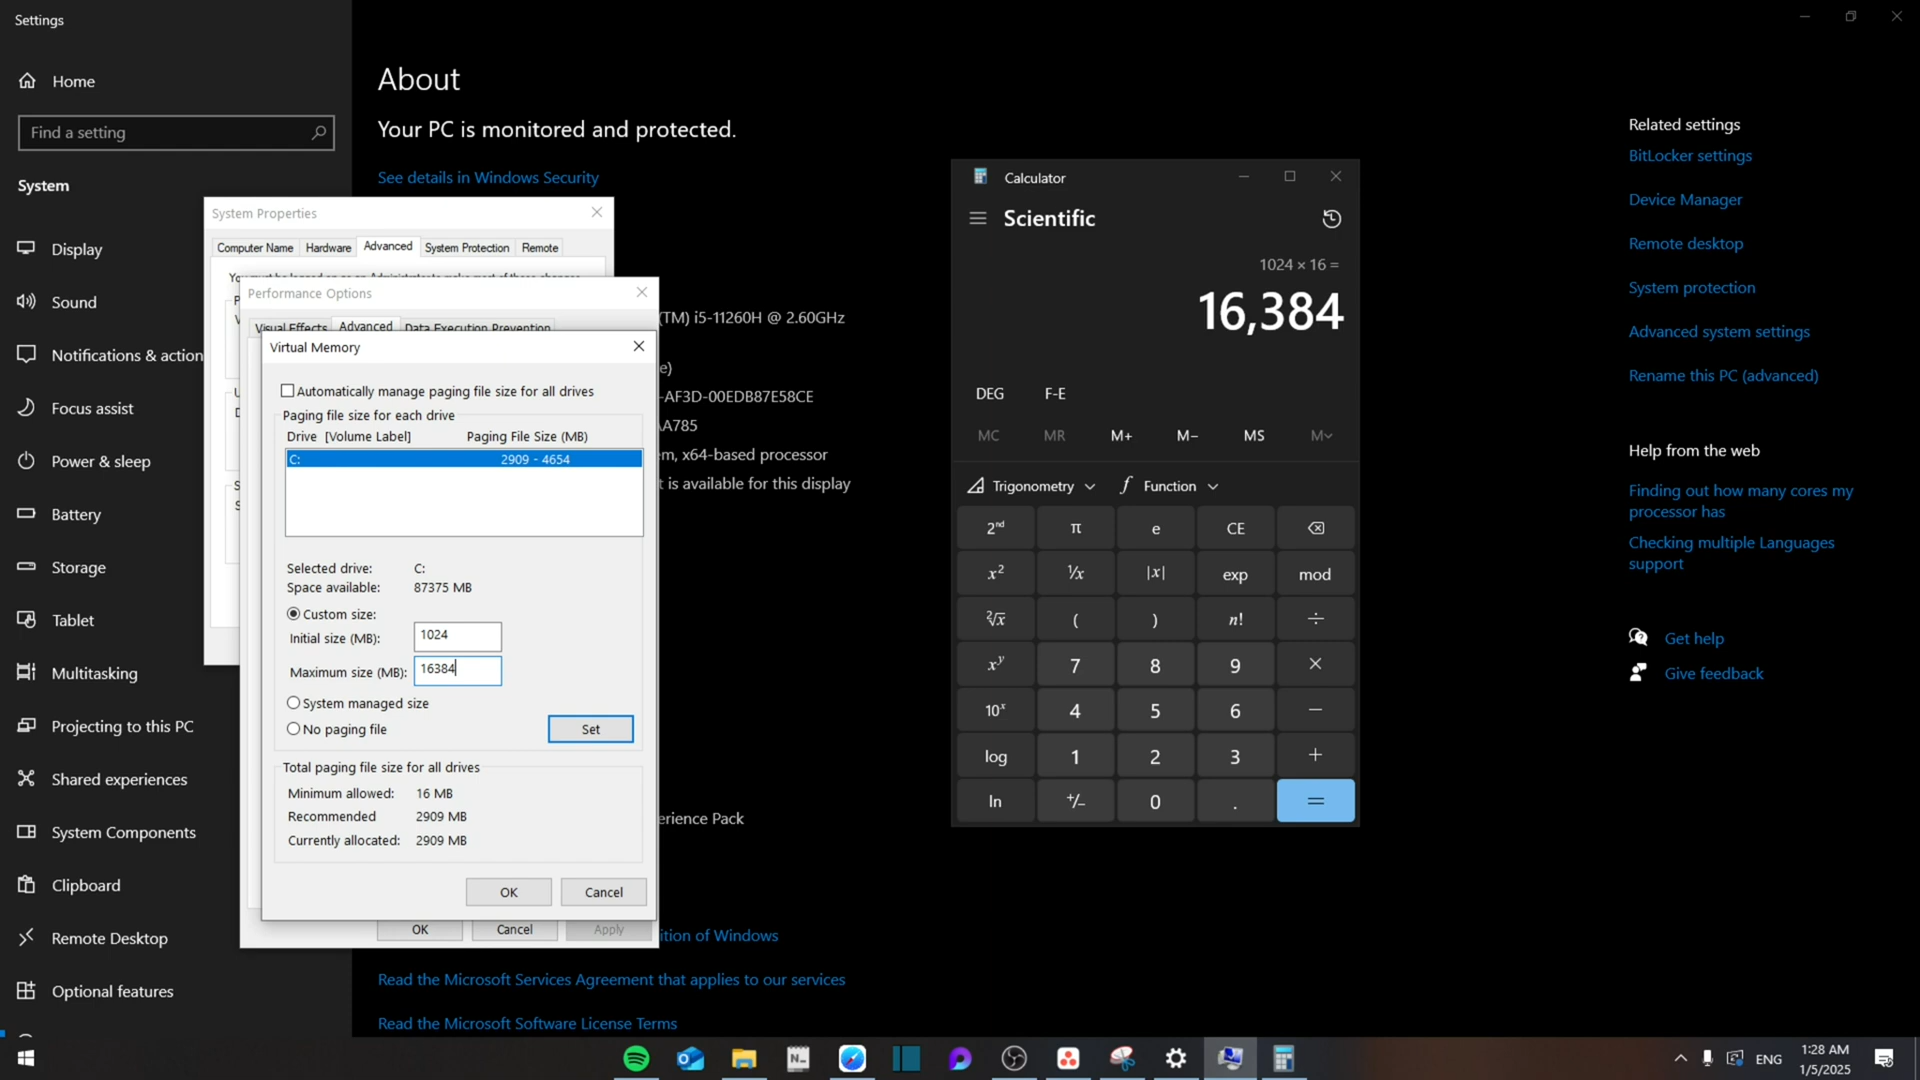 Settings
Home
Find a setting
System
Display
Sound
Notifications & action
Focus assist
Power & sleep
Battery
Storage
Tablet
Multitasking
Projecting to this PC
Shared experiences
System Components
Clipboard
Remote Desktop
Optional features
About
Your PC is monitored and protected.
See details in Windows Security
(TM) i5-11260H @ 2.60GHz
e)
-AF3D-00EDB87E58CE
AA785
em, x64-based processor
t is available for this display
erience Pack
ition of Windows
Read the Microsoft Services Agreement that applies to our services
Read the Microsoft Software License Terms
System Properties
Computer Name Hardware Advanced System Protection Remote
Performance Options
Visual Effects Advanced Data Execution Prevention
Virtual Memory
Automatically manage paging file size for all drives
Paging file size for each drive
Drive [Volume Label] Paging File Size (MB)
C: 2909 - 4654
Selected drive: C:
Space available: 87375 MB
Custom size:
Initial size (MB): 1024
Maximum size (MB): 16384
System managed size
No paging file
Set
Total paging file size for all drives
Minimum allowed: 16 MB
Recommended 2909 MB
Currently allocated: 2909 MB
OK Cancel
OK Cancel Apply
Calculator
Scientific
1024 × 16 =
16,384
DEG F-E
MC MR M+ M− MS M
Trigonometry Function
2ⁿᵈ π e CE
x² ¹/x |x| exp mod
²√x ( ) n! ÷
xʸ 7 8 9 ×
10ˣ 4 5 6 −
log 1 2 3 +
ln +/− 0 . =
Related settings
BitLocker settings
Device Manager
Remote desktop
System protection
Advanced system settings
Rename this PC (advanced)
Help from the web
Finding out how many cores my
processor has
Checking multiple Languages
support
Get help
Give feedback
ENG
1:28 AM
1/5/2025